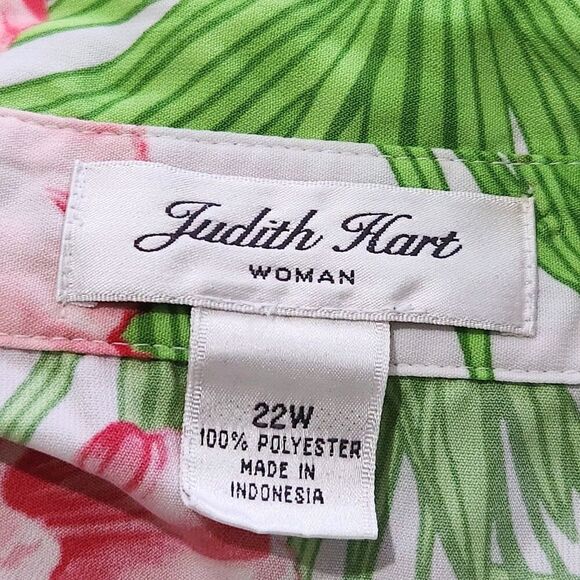 Judith Hart
WOMAN
22W
100% POLYESTER
MADE IN
INDONESIA